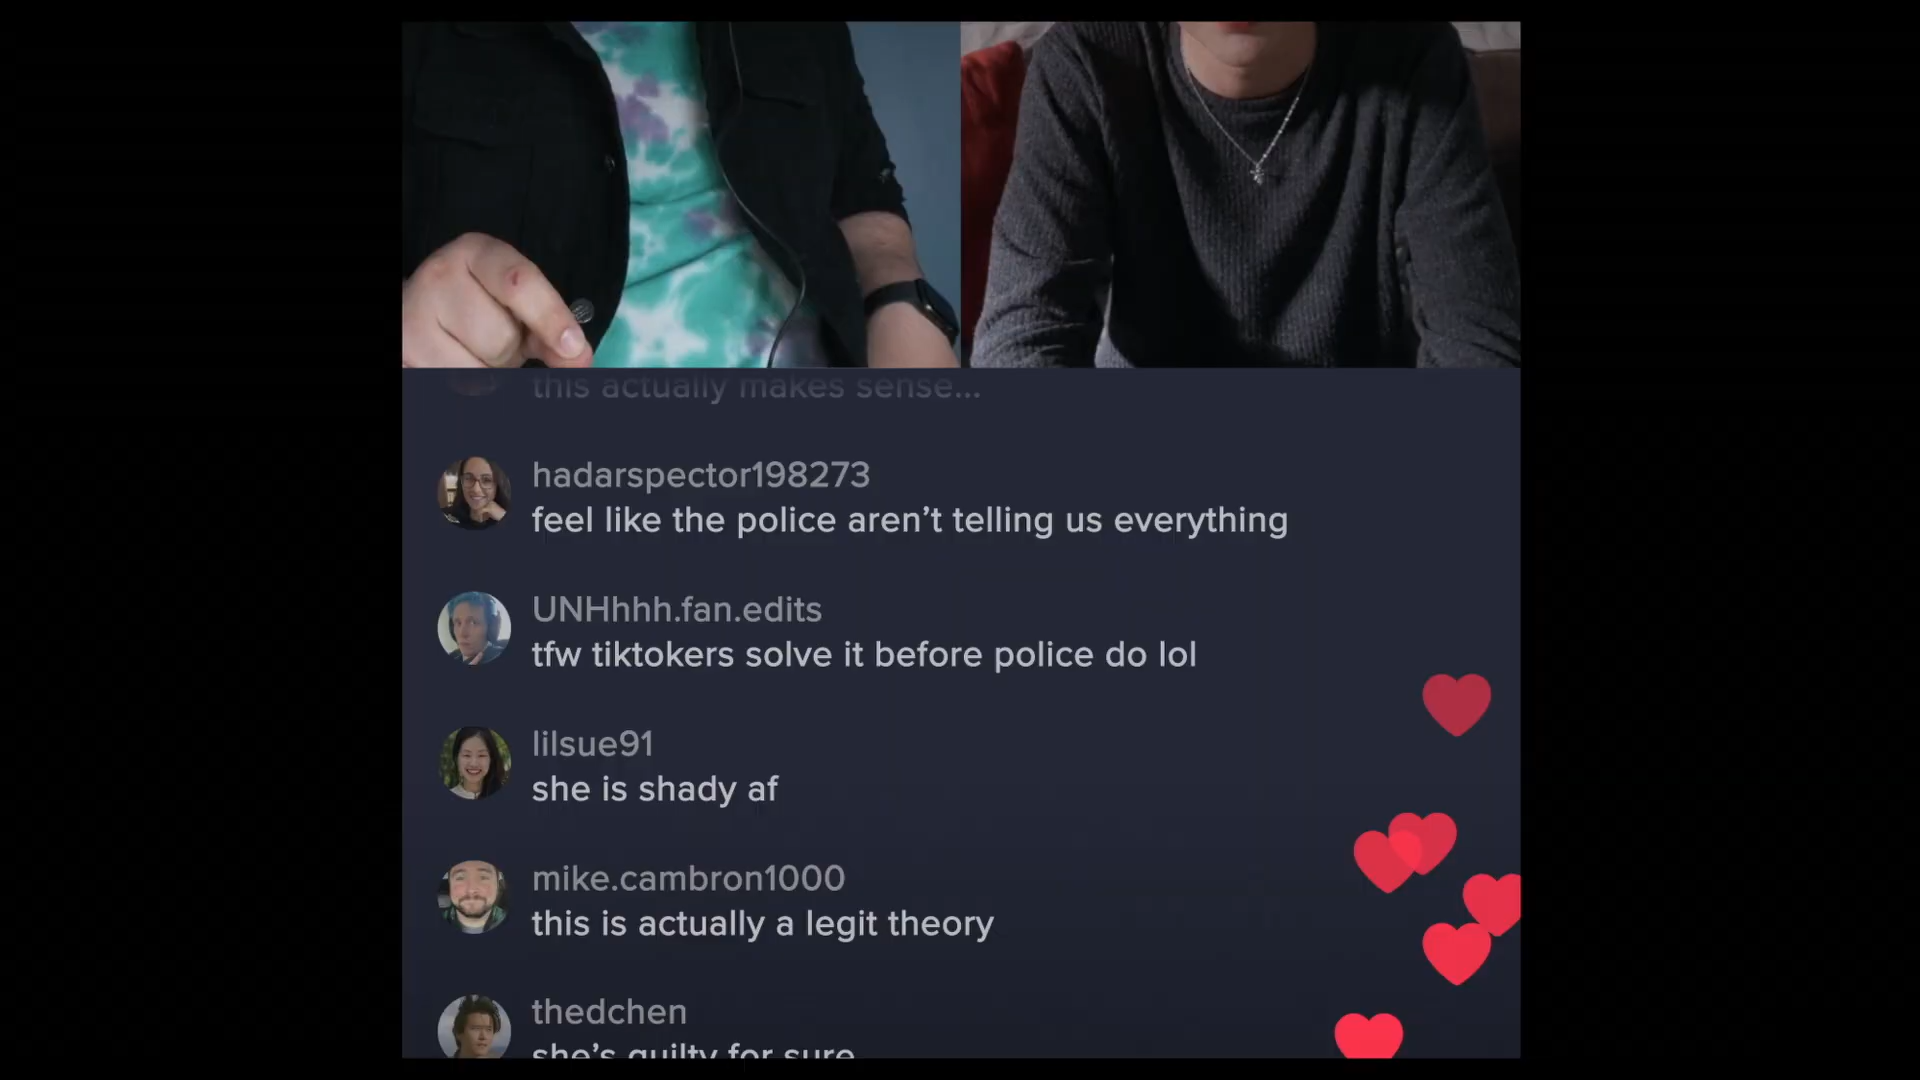 this actually makes sense...
hadarspector198273
feel like the police aren’t telling us everything
UNHhhh.fan.edits
tfw tiktokers solve it before police do lol
lilsue91
she is shady af
mike.cambron1000
this is actually a legit theory
thedchen
she’s guilty for sure